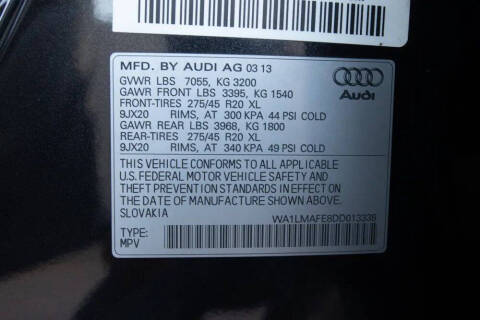 MFD. BY AUDI AG 03 13
GVWR LBS 7055, KG 3200
GAWR FRONT LBS 3395, KG 1540
FRONT-TIRES 275/45 R20 XL
9JX20 RIMS, AT 300 KPA 44 PSI COLD
GAWR REAR LBS 3968, KG 1800
REAR-TIRES 275/45 R20 XL
9JX20 RIMS, AT 340 KPA 49 PSI COLD
Audi
THIS VEHICLE CONFORMS TO ALL APPLICABLE
U.S. FEDERAL MOTOR VEHICLE SAFETY AND
THEFT PREVENTION STANDARDS IN EFFECT ON
THE DATE OF MANUFACTURE SHOWN ABOVE.
SLOVAKIA
WA1LMAFE8DD013338
TYPE:
MPV